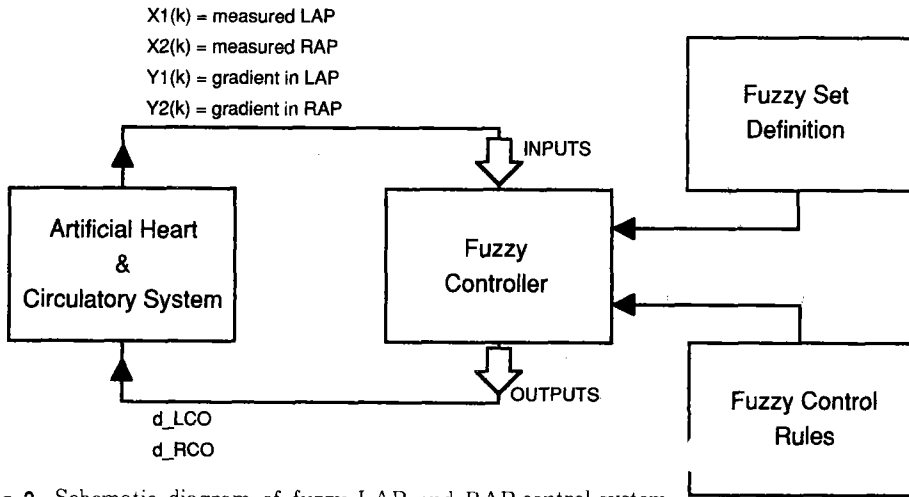 X1(k) = measured LAP
X2(k) = measured RAP
Y1(k) = gradient in LAP
Y2(k) = gradient in RAP
INPUTS
Fuzzy Set
Definition
Artificial Heart
&
Circulatory System
Fuzzy
Controller
OUTPUTS
d_LCO
d_RCO
Fuzzy Control
Rules
Schematic diagram of fuzzy LAP and RAP control system